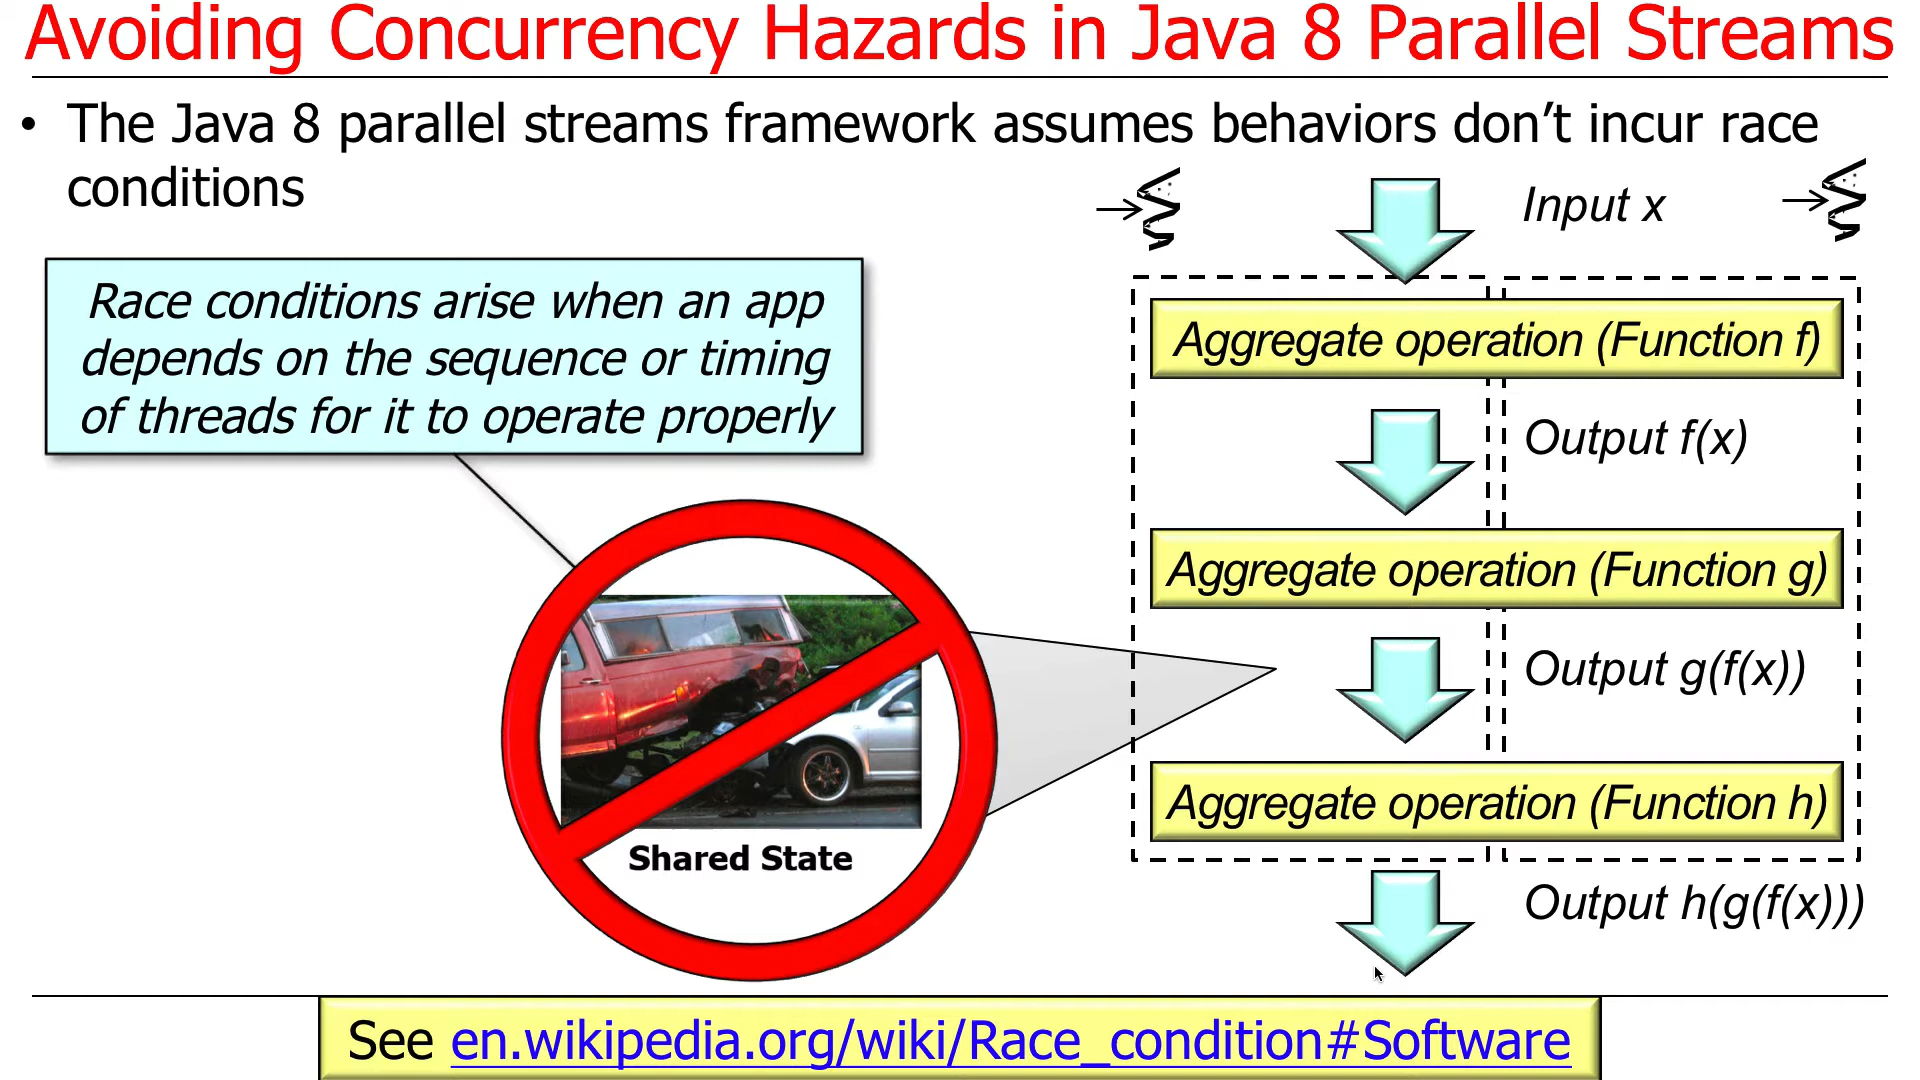 Avoiding Concurrency Hazards in Java 8 Parallel Streams
• The Java 8 parallel streams framework assumes behaviors don’t incur race
conditions
Input x
Race conditions arise when an app
depends on the sequence or timing
of threads for it to operate properly
Aggregate operation (Function f)
Output f(x)
Aggregate operation (Function g)
Output g(f(x))
Aggregate operation (Function h)
Shared State
Output h(g(f(x)))
See en.wikipedia.org/wiki/Race_condition#Software